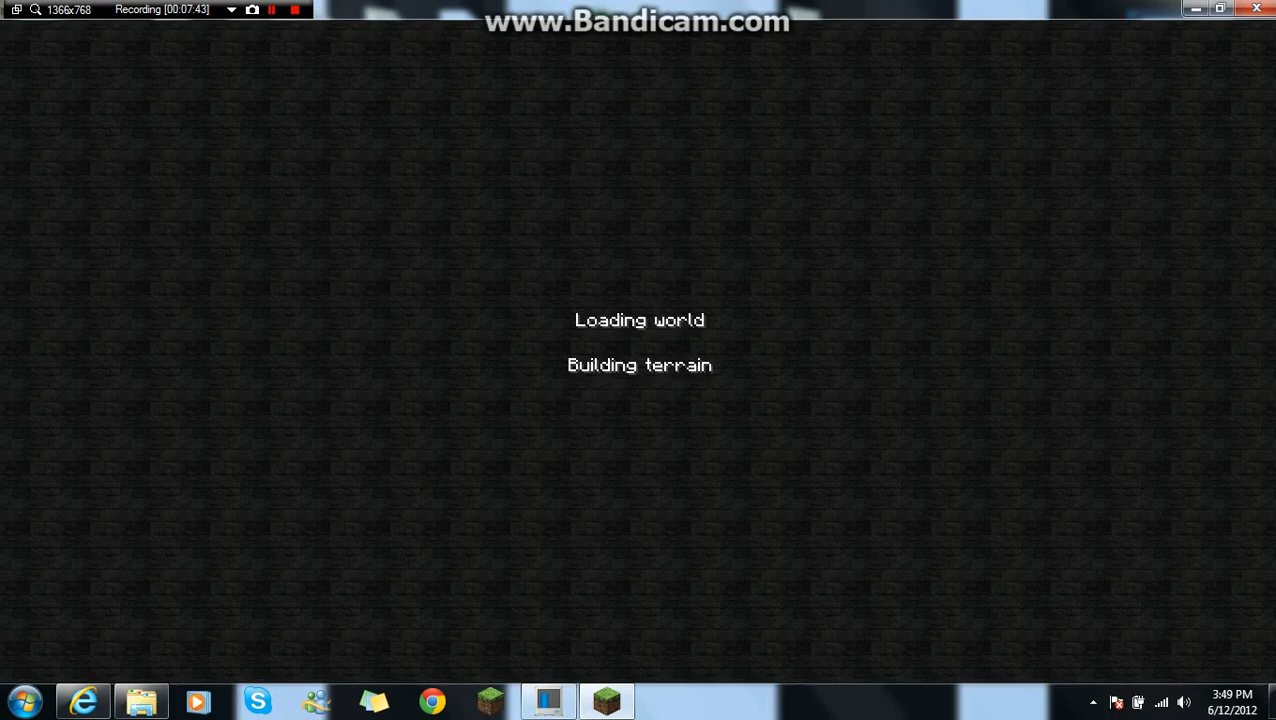 1366x768 Recording [00:07:43]
www.Bandicam.com
Loading world
Building terrain
3:49 PM
6/12/2012